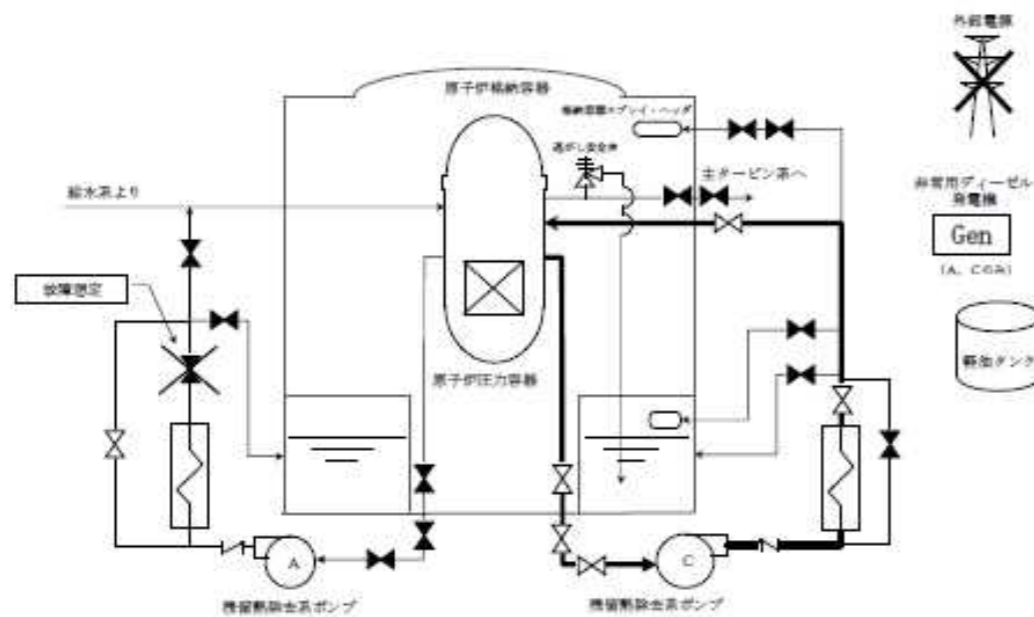 外部電源
原子炉格納容器
格納容器スプレイ・ヘッダ
逃がし安全弁
給水系より
主タービン系へ
非常用ディーゼル
発電機
Gen
(A、Cのみ)
故障想定
軽油タンク
原子炉圧力容器
A
C
残留熱除去系ポンプ
残留熱除去系ポンプ